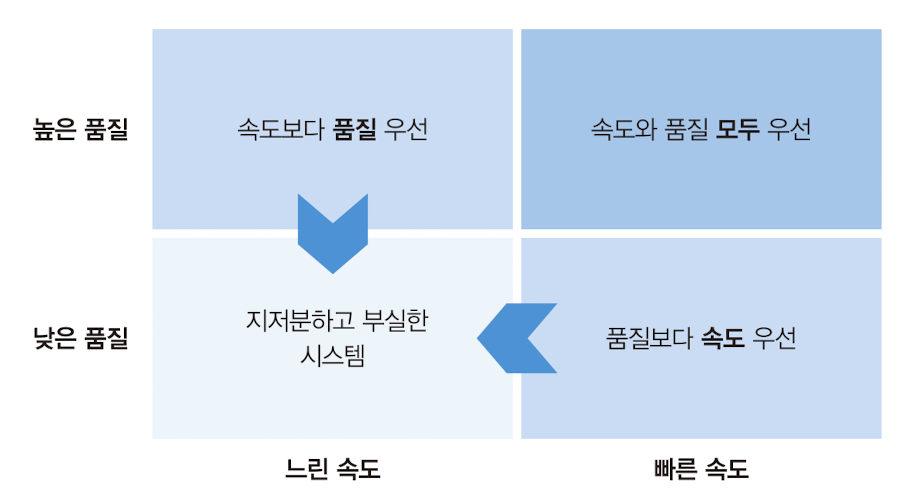 높은 품질
속도보다 품질 우선
속도와 품질 모두 우선
낮은 품질
지저분하고 부실한
시스템
품질보다 속도 우선
느린 속도
빠른 속도